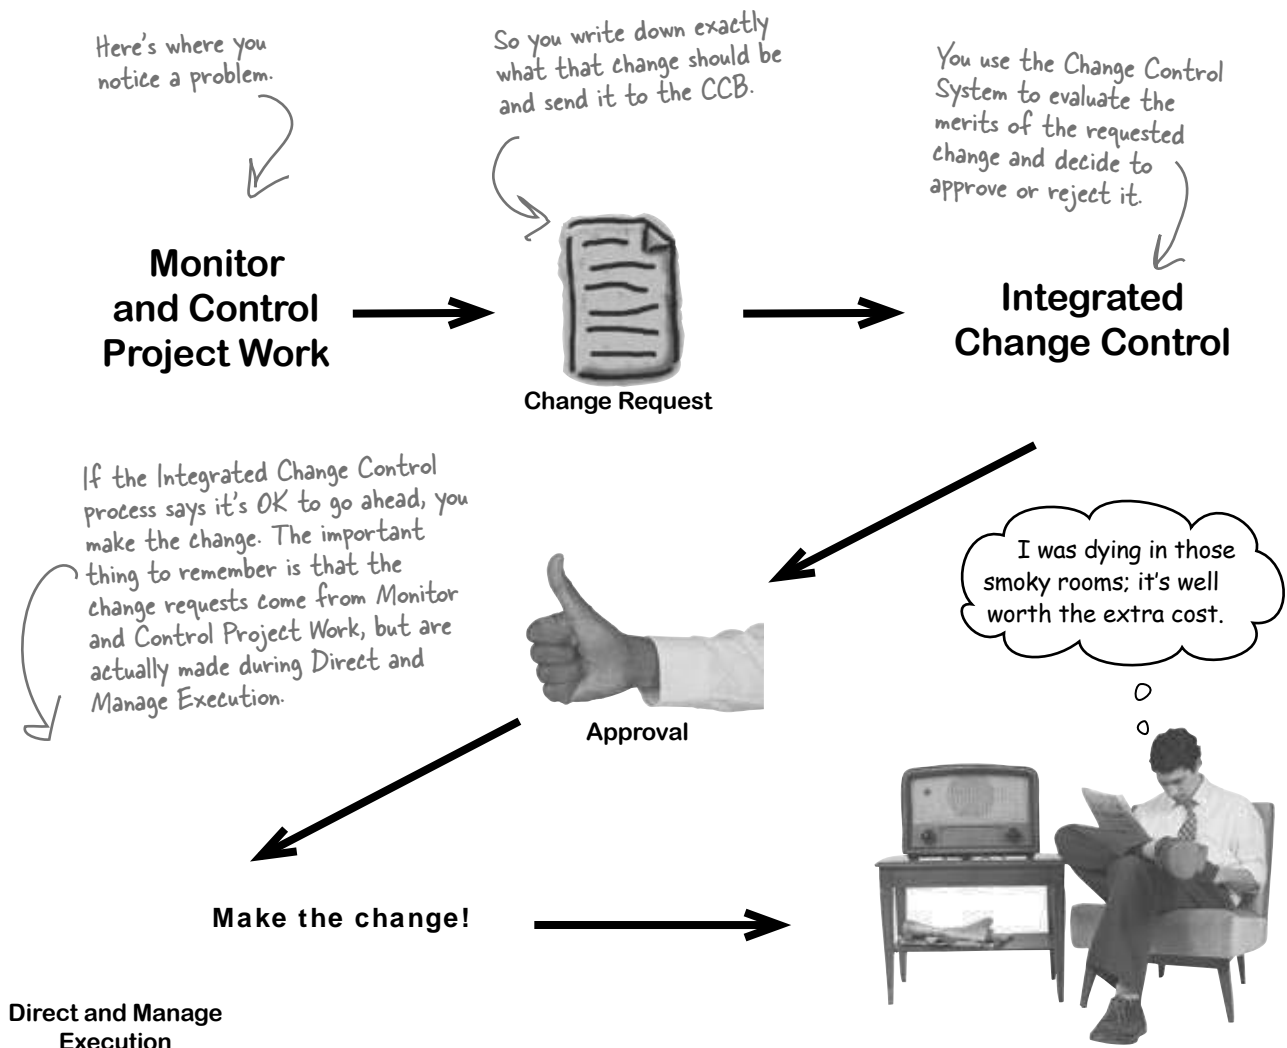 Here's where you
notice a problem.
So you write down exactly
what that change should be
and send it to the CCB.
You use the Change Control
System to evaluate the
merits of the requested
change and decide to
approve or reject it.
Monitor
and Control
Project Work
Change Request
Integrated
Change Control
If the Integrated Change Control
process says it's OK to go ahead, you
make the change. The important
thing to remember is that the
change requests come from Monitor
and Control Project Work, but are
actually made during Direct and
Manage Execution.
Approval
I was dying in those
smoky rooms; it's well
worth the extra cost.
Make the change!
Direct and Manage
Execution